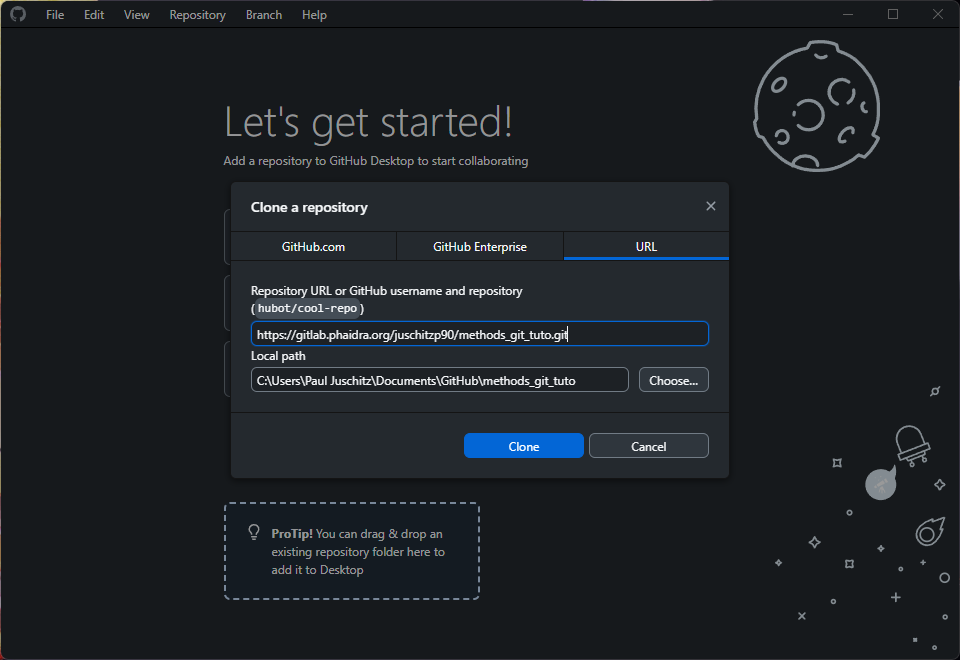 File Edit View Repository Branch Help
Let's get started!
Add a repository to GitHub Desktop to start collaborating
Clone a repository
GitHub.com GitHub Enterprise URL
Repository URL or GitHub username and repository
(hubot/cool-repo)
https://gitlab.phaidra.org/juschitzp90/methods_git_tuto.git
Local path
C:\Users\Paul Juschitz\Documents\GitHub\methods_git_tuto Choose...
Clone Cancel
ProTip! You can drag & drop an
existing repository folder here to
add it to Desktop